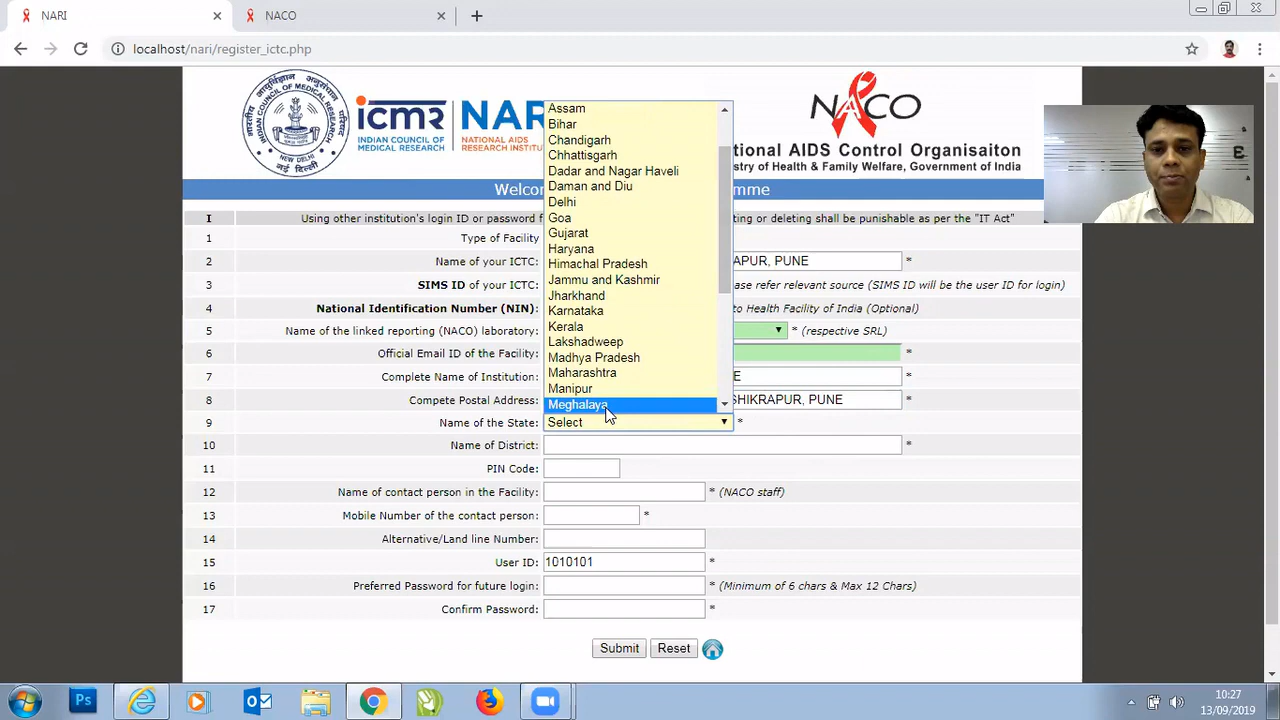 NARI
NACO
localhost/nari/register_ictc.php
icmr
INDIAN COUNCIL OF
MEDICAL RESEARCH
NAR
NATIONAL AIDS
RESEARCH INSTITU
NACO
tional AIDS Control Organisaiton
stry of Health & Family Welfare, Government of India
NEW DELHI
Welco
mme
I Using other institution's login ID or password f
ting or deleting shall be punishable as per the "IT Act"
1 Type of Facility
2 Name of your ICTC:
APUR, PUNE *
3 SIMS ID of your ICTC:
ase refer relevant source (SIMS ID will be the user ID for login)
4 National Identification Number (NIN):
to Health Facility of India (Optional)
5 Name of the linked reporting (NACO) laboratory:
* (respective SRL)
6 Official Email ID of the Facility:
*
7 Complete Name of Institution:
E *
8 Compete Postal Address:
SHIKRAPUR, PUNE *
Assam
Bihar
Chandigarh
Chhattisgarh
Dadar and Nagar Haveli
Daman and Diu
Delhi
Goa
Gujarat
Haryana
Himachal Pradesh
Jammu and Kashmir
Jharkhand
Karnataka
Kerala
Lakshadweep
Madhya Pradesh
Maharashtra
Manipur
Meghalaya
9 Name of the State: Select *
10 Name of District: *
11 PIN Code:
12 Name of contact person in the Facility: * (NACO staff)
13 Mobile Number of the contact person: *
14 Alternative/Land line Number:
15 User ID: 1010101 *
16 Preferred Password for future login: * (Minimum of 6 chars & Max 12 Chars)
17 Confirm Password: *
Submit Reset
Ps
10:27
13/09/2019